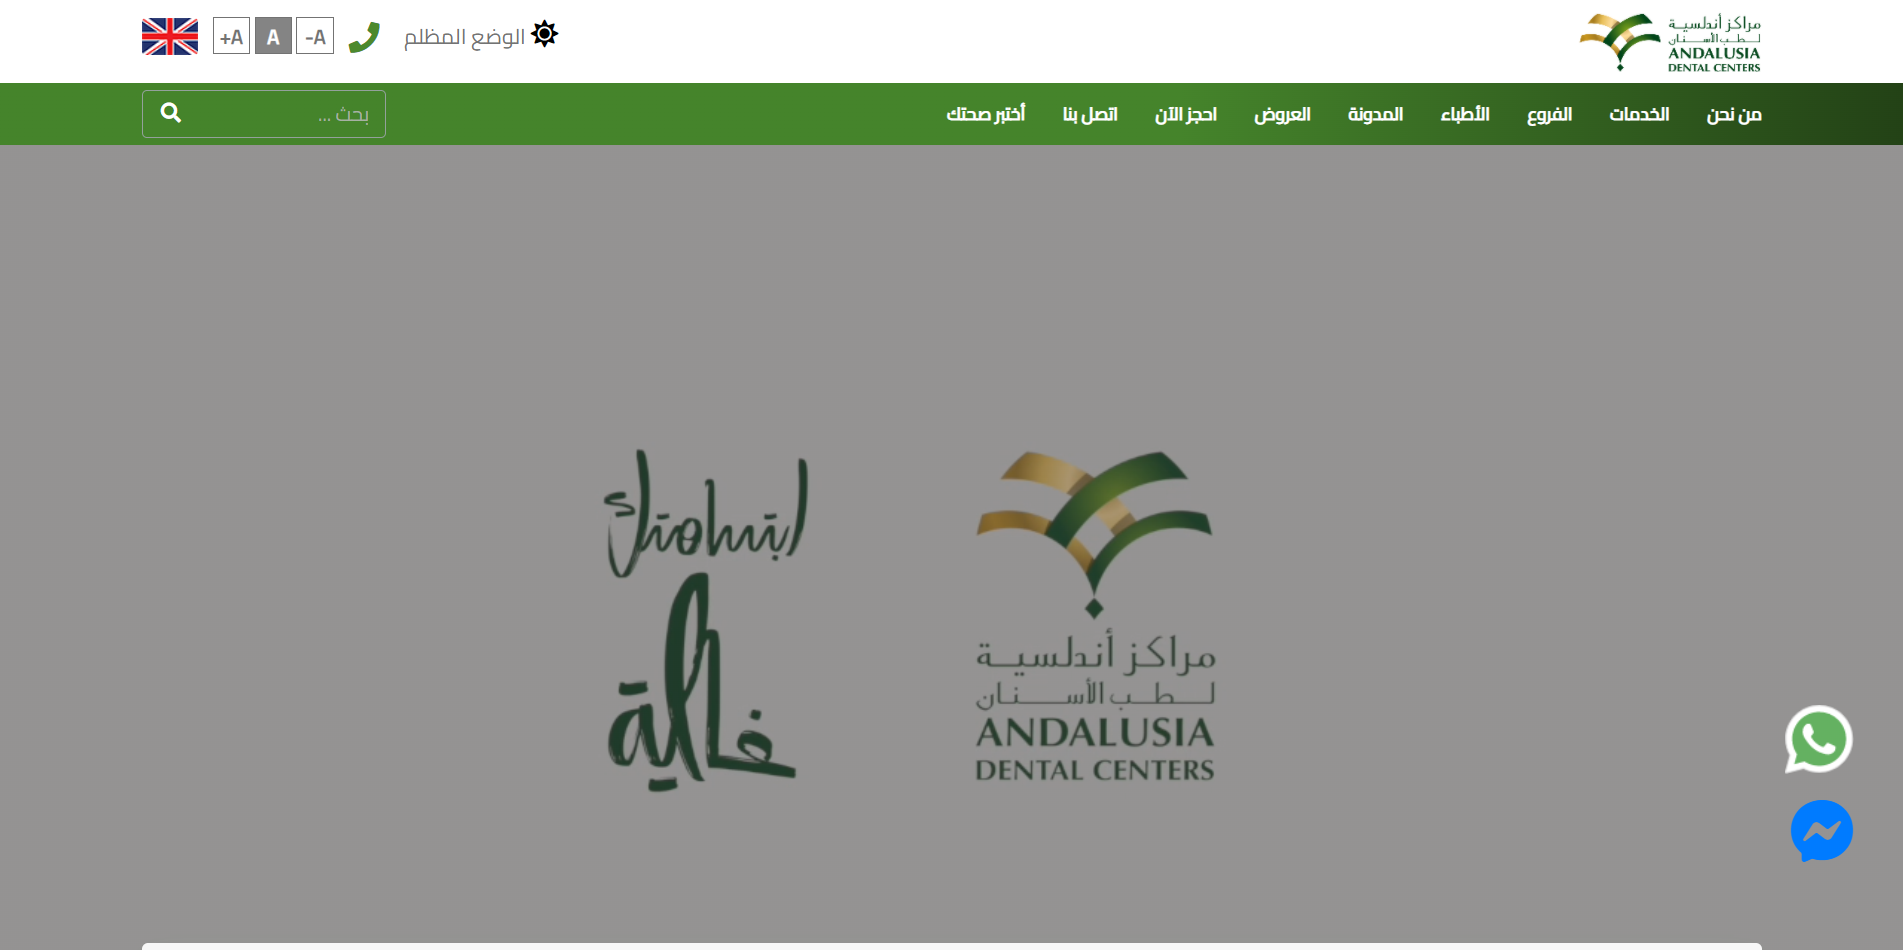 مراكز أندلسية
لطب الأسنان
ANDALUSIA
DENTAL CENTERS
الوضع المظلم
A-
A
A+
من نحن
الخدمات
الفروع
الأطباء
المدونة
العروض
احجز الآن
اتصل بنا
أختبر صحتك
بحث ...
مراكز أندلسية
لطب الأسنان
ANDALUSIA
DENTAL CENTERS
ابتسامتك
غالية